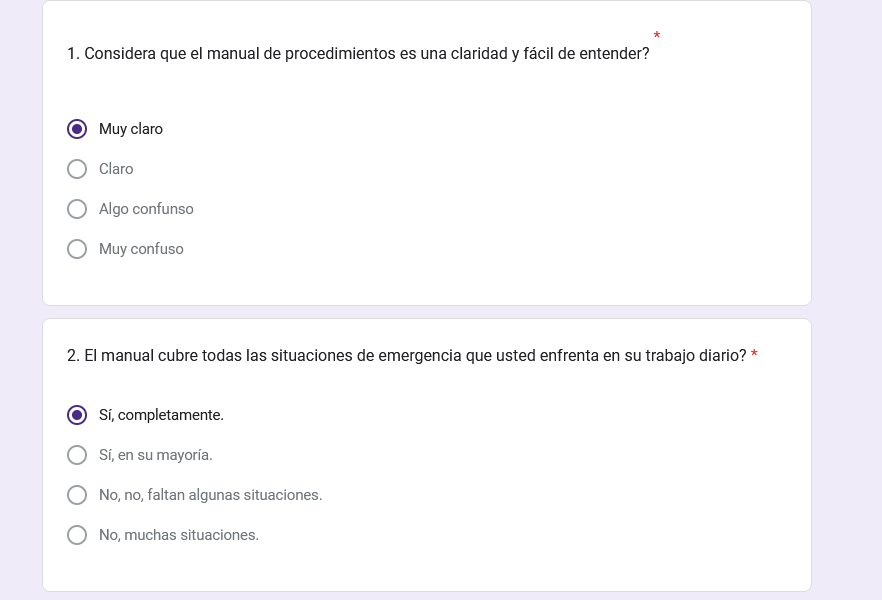 1. Considera que el manual de procedimientos es una claridad y fácil de entender? *
Muy claro
Claro
Algo confunso
Muy confuso
2. El manual cubre todas las situaciones de emergencia que usted enfrenta en su trabajo diario? *
Sí, completamente.
Sí, en su mayoría.
No, no, faltan algunas situaciones.
No, muchas situaciones.